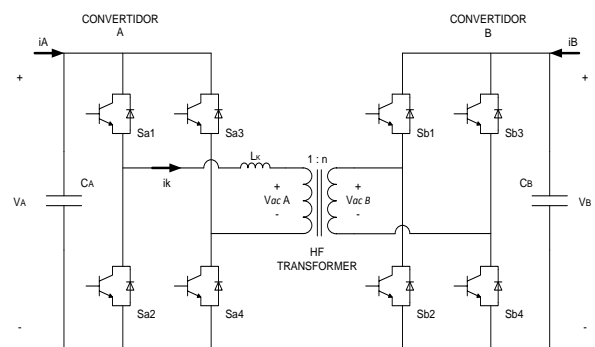 CONVERTIDOR
A
CONVERTIDOR
B
iA
iB
+
+
Sa1
Sa3
Sb1
Sb3
LK
1 : n
ik
CA
+
Vac A
-
+
Vac B
-
CB
VA
VB
HF
TRANSFORMER
Sa2
Sa4
Sb2
Sb4
-
-